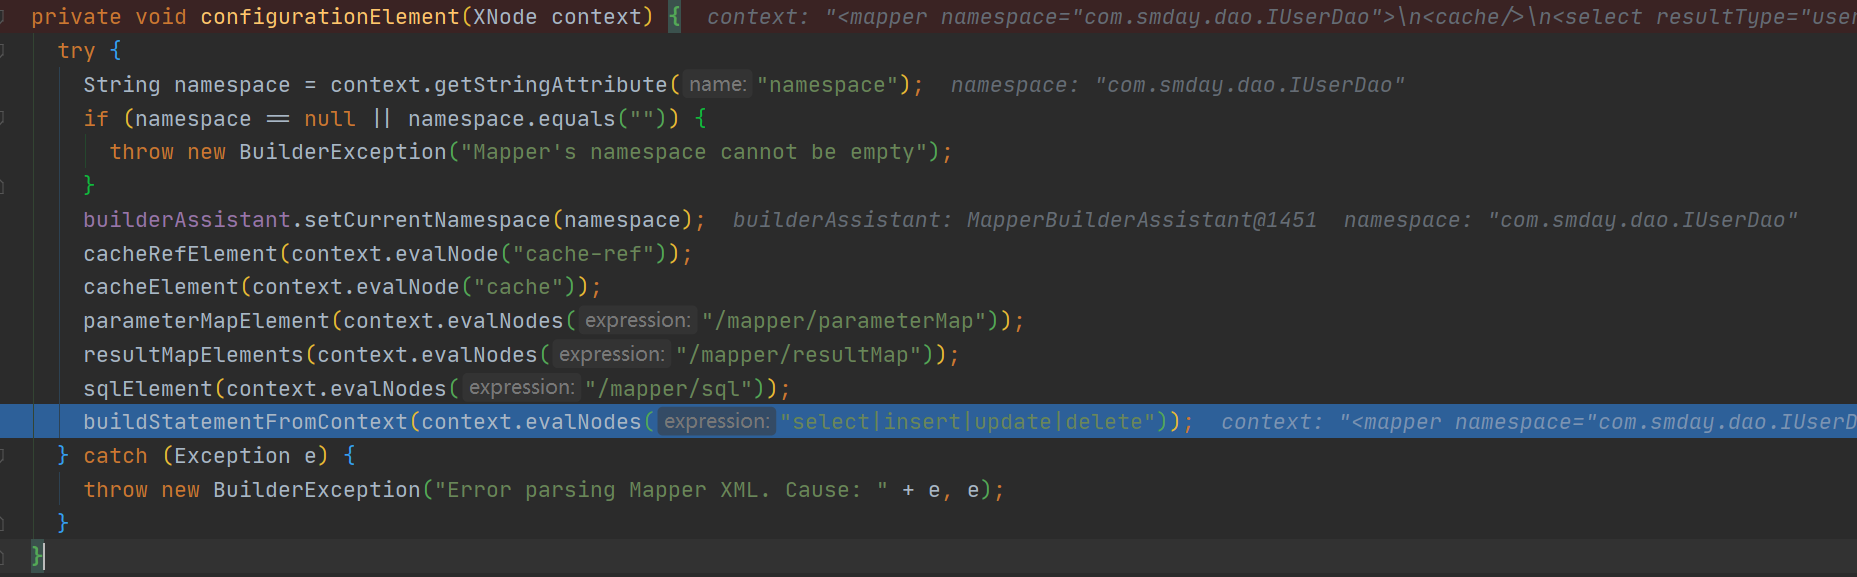 private void configurationElement(XNode context) {  context: "<mapper namespace="com.smday.dao.IUserDao">\n<cache/>\n<select resultType="user
try {
String namespace = context.getStringAttribute( name: "namespace");  namespace: "com.smday.dao.IUserDao"
if (namespace == null || namespace.equals("")) {
throw new BuilderException("Mapper's namespace cannot be empty");
}
builderAssistant.setCurrentNamespace(namespace);  builderAssistant: MapperBuilderAssistant@1451  namespace: "com.smday.dao.IUserDao"
cacheRefElement(context.evalNode("cache-ref"));
cacheElement(context.evalNode("cache"));
parameterMapElement(context.evalNodes( expression: "/mapper/parameterMap"));
resultMapElements(context.evalNodes( expression: "/mapper/resultMap"));
sqlElement(context.evalNodes( expression: "/mapper/sql"));
buildStatementFromContext(context.evalNodes( expression: "select|insert|update|delete"));  context: "<mapper namespace="com.smday.dao.IUserD
} catch (Exception e) {
throw new BuilderException("Error parsing Mapper XML. Cause: " + e, e);
}
}